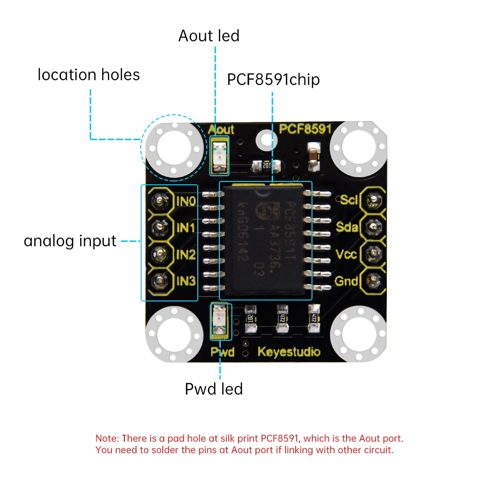 Aout led
location holes
PCF8591chip
Aout
PCF8591
IN0
IN1
IN2
IN3
analog input
PCF8591T
1 03
Scl
Sda
Vcc
Gnd
Pwd
Keyestudio
Pwd led
Note: There is a pad hole at silk print PCF8591, which is the Aout port.
You need to solder the pins at Aout port if linking with other circuit.